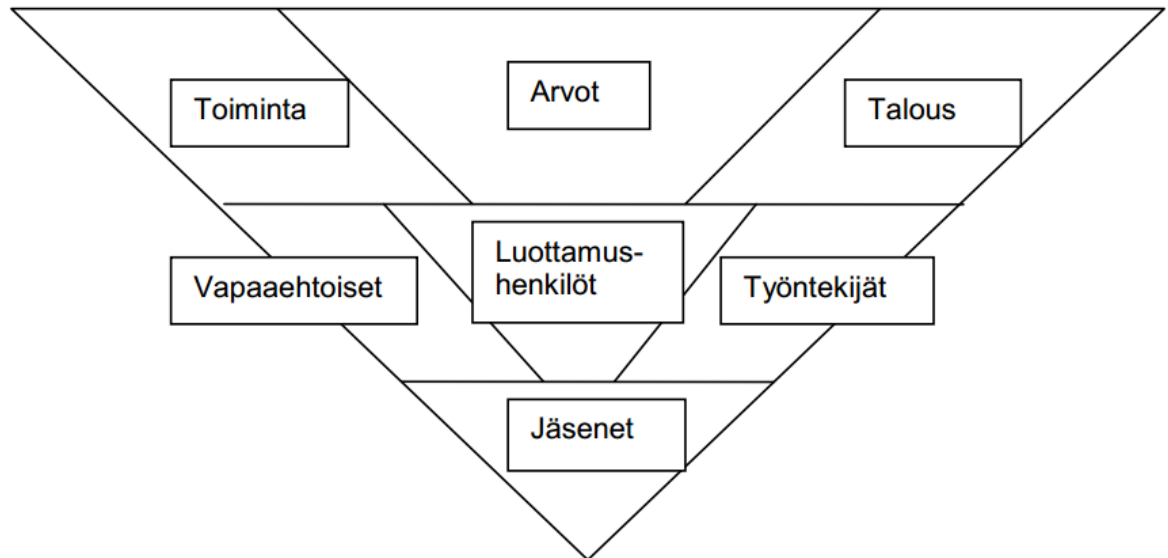 Toiminta
Arvot
Talous
Luottamus-
henkilöt
Vapaaehtoiset
Työntekijät
Jäsenet